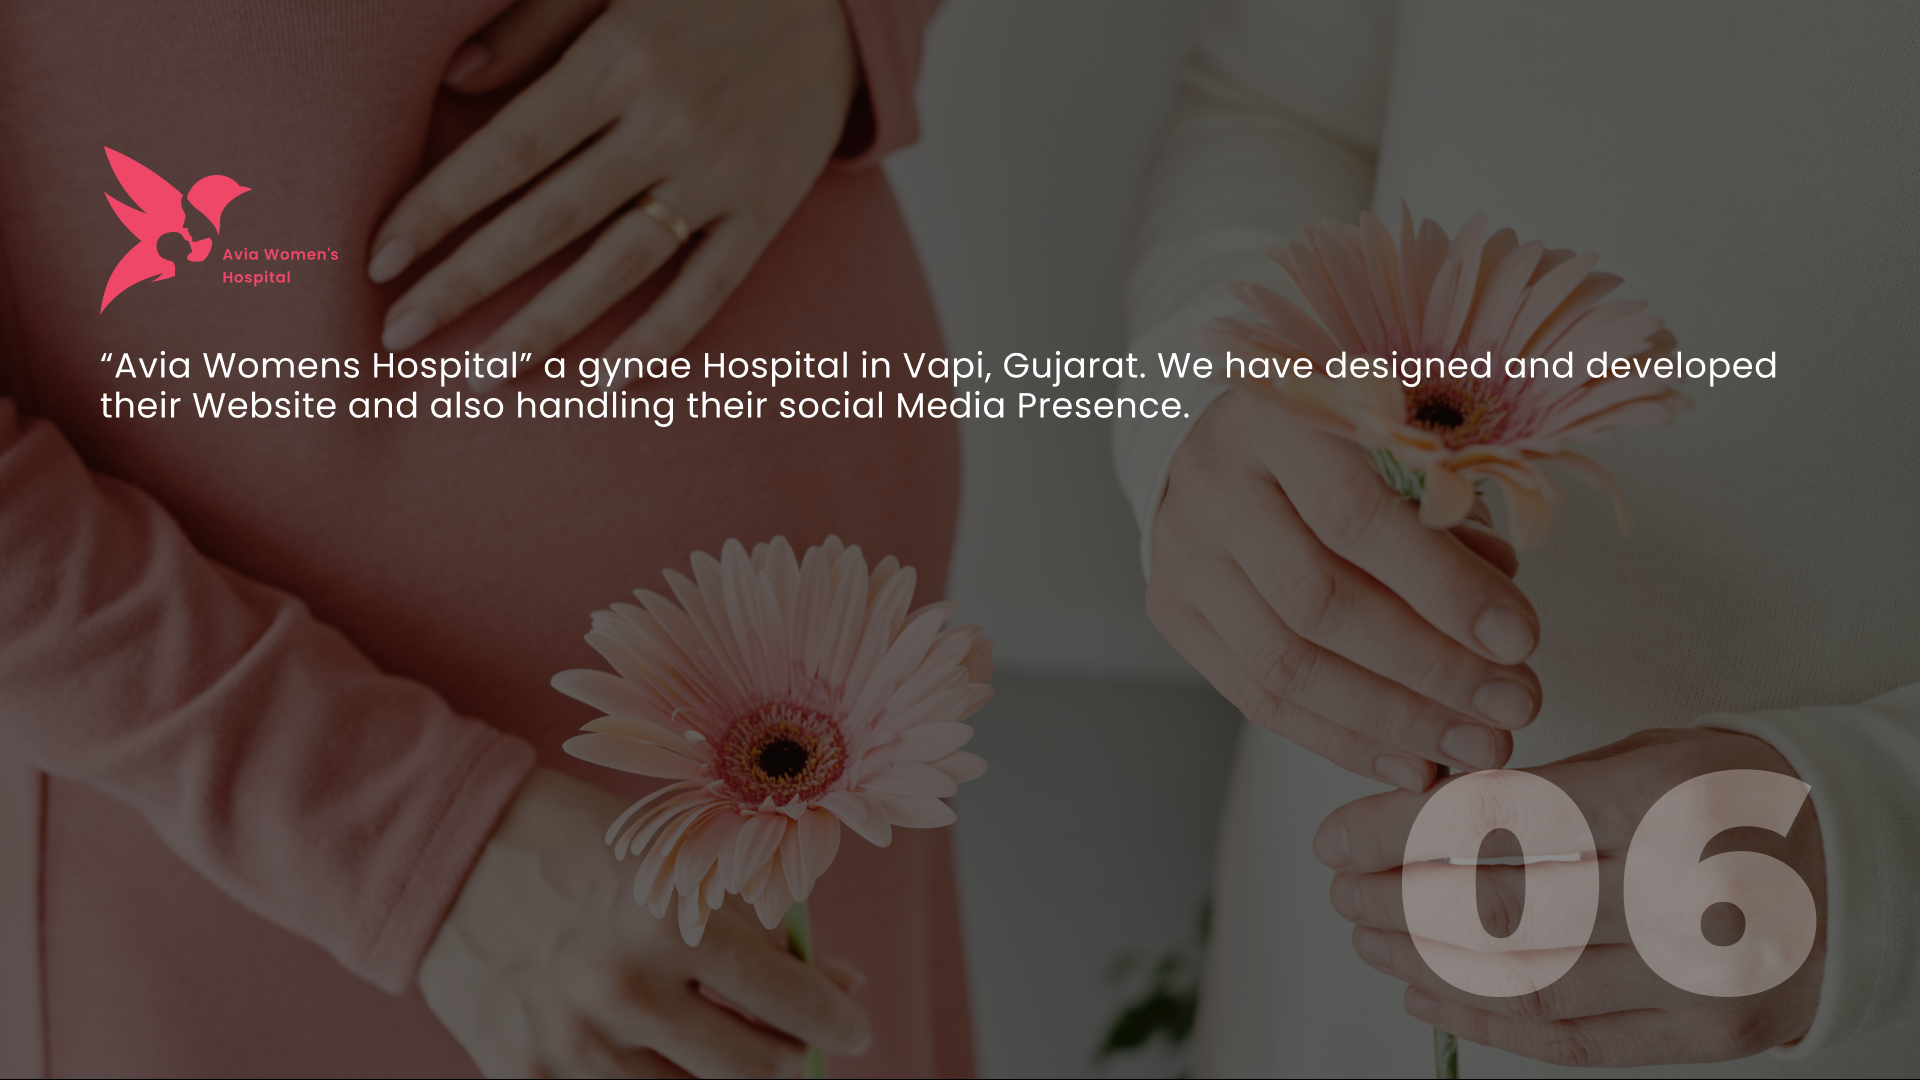 Avia Women's
Hospital
“Avia Womens Hospital” a gynae Hospital in Vapi, Gujarat. We have designed and developed
their Website and also handling their social Media Presence.
06